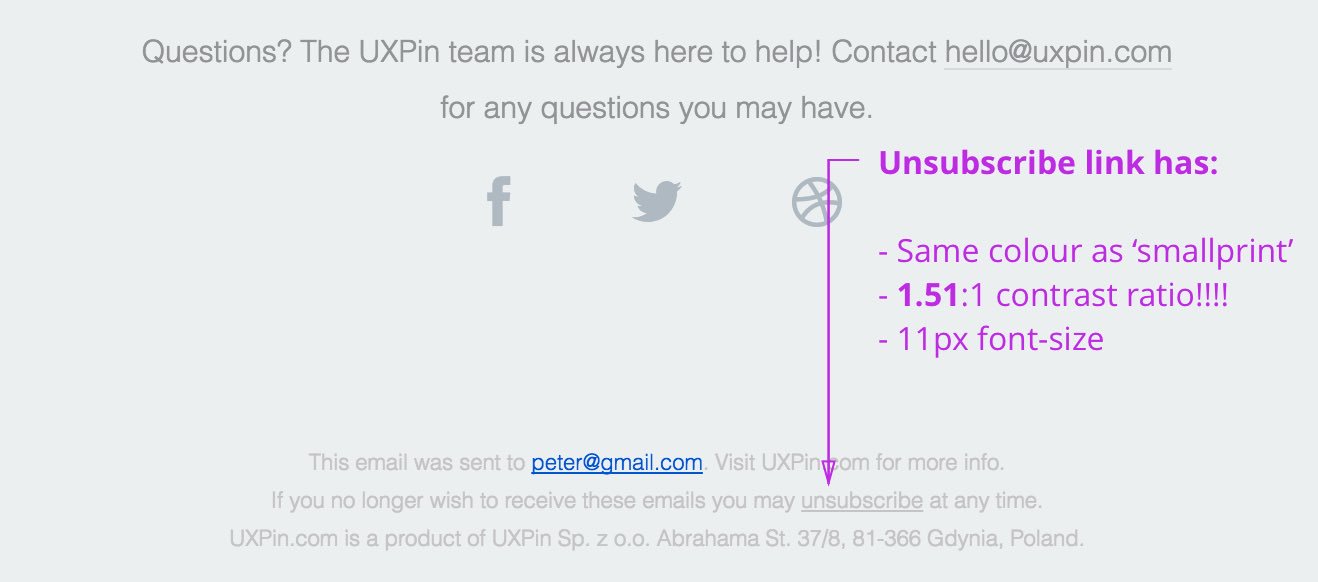 Questions? The UXPin team is always here to help! Contact hello@uxpin.com
for any questions you may have.
Unsubscribe link has:
- Same colour as ‘smallprint’
- 1.51:1 contrast ratio!!!!
- 11px font-size
This email was sent to peter@gmail.com. Visit UXPin.com for more info.
If you no longer wish to receive these emails you may unsubscribe at any time.
UXPin.com is a product of UXPin Sp. z o.o. Abrahama St. 37/8, 81-366 Gdynia, Poland.